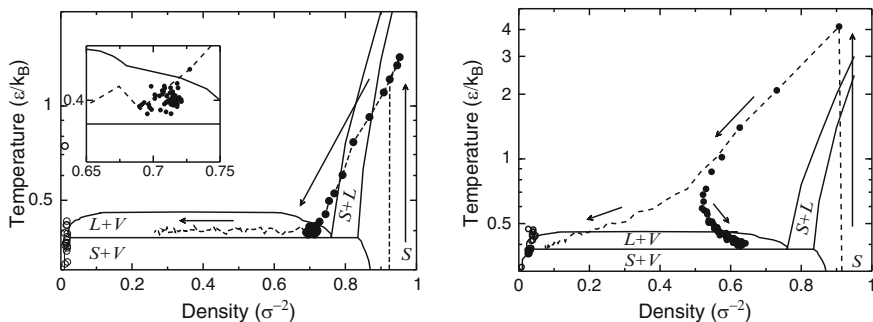 Temperature (ε/kB)
1
0.5
0.4
0.65
0.7
0.75
L+V
S+V
S+L
S
0
0.2
0.4
0.6
0.8
1
Density (σ−2)
Temperature (ε/kB)
4
3
2
1
0.5
L+V
S+V
S+L
S
0
0.2
0.4
0.6
0.8
1
Density (σ−2)